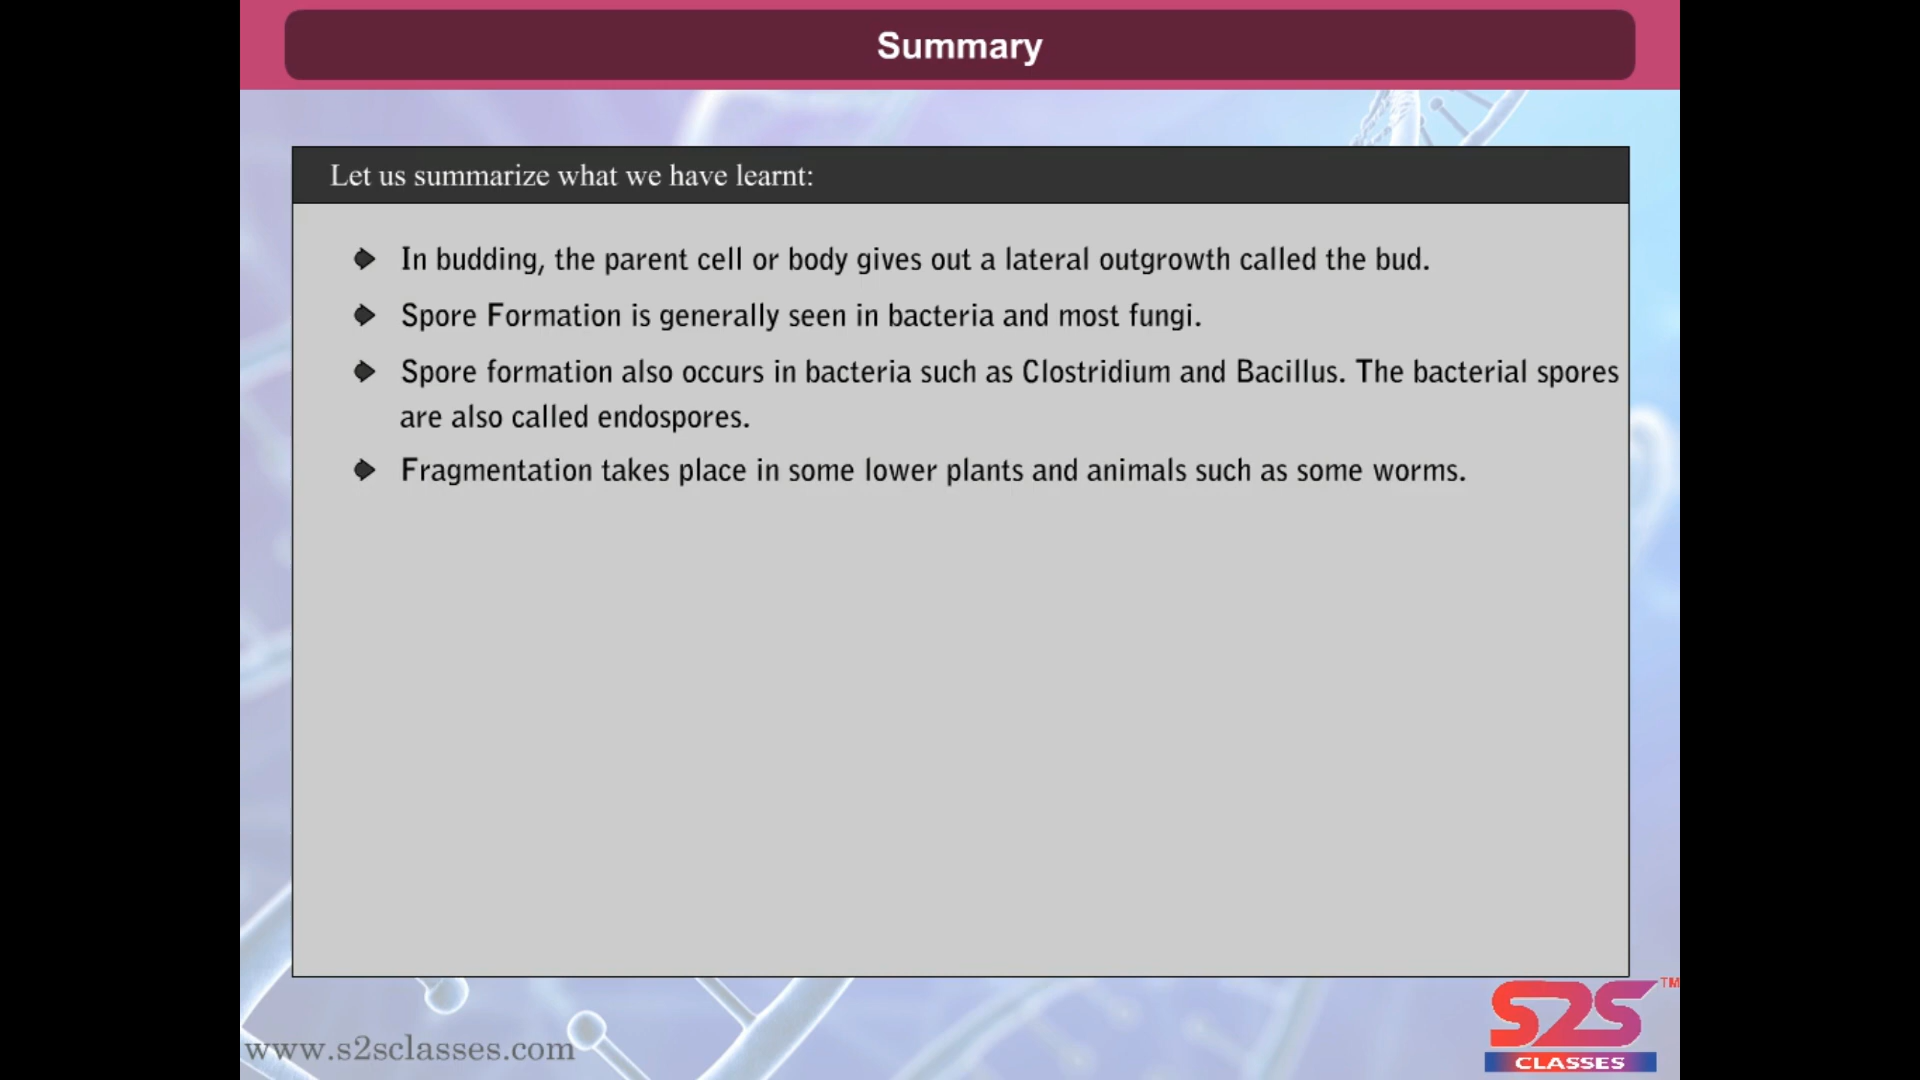 Summary
Let us summarize what we have learnt:
In budding, the parent cell or body gives out a lateral outgrowth called the bud.
Spore Formation is generally seen in bacteria and most fungi.
Spore formation also occurs in bacteria such as Clostridium and Bacillus. The bacterial spores
are also called endospores.
Fragmentation takes place in some lower plants and animals such as some worms.
www.s2sclasses.com
S2S TM
CLASSES